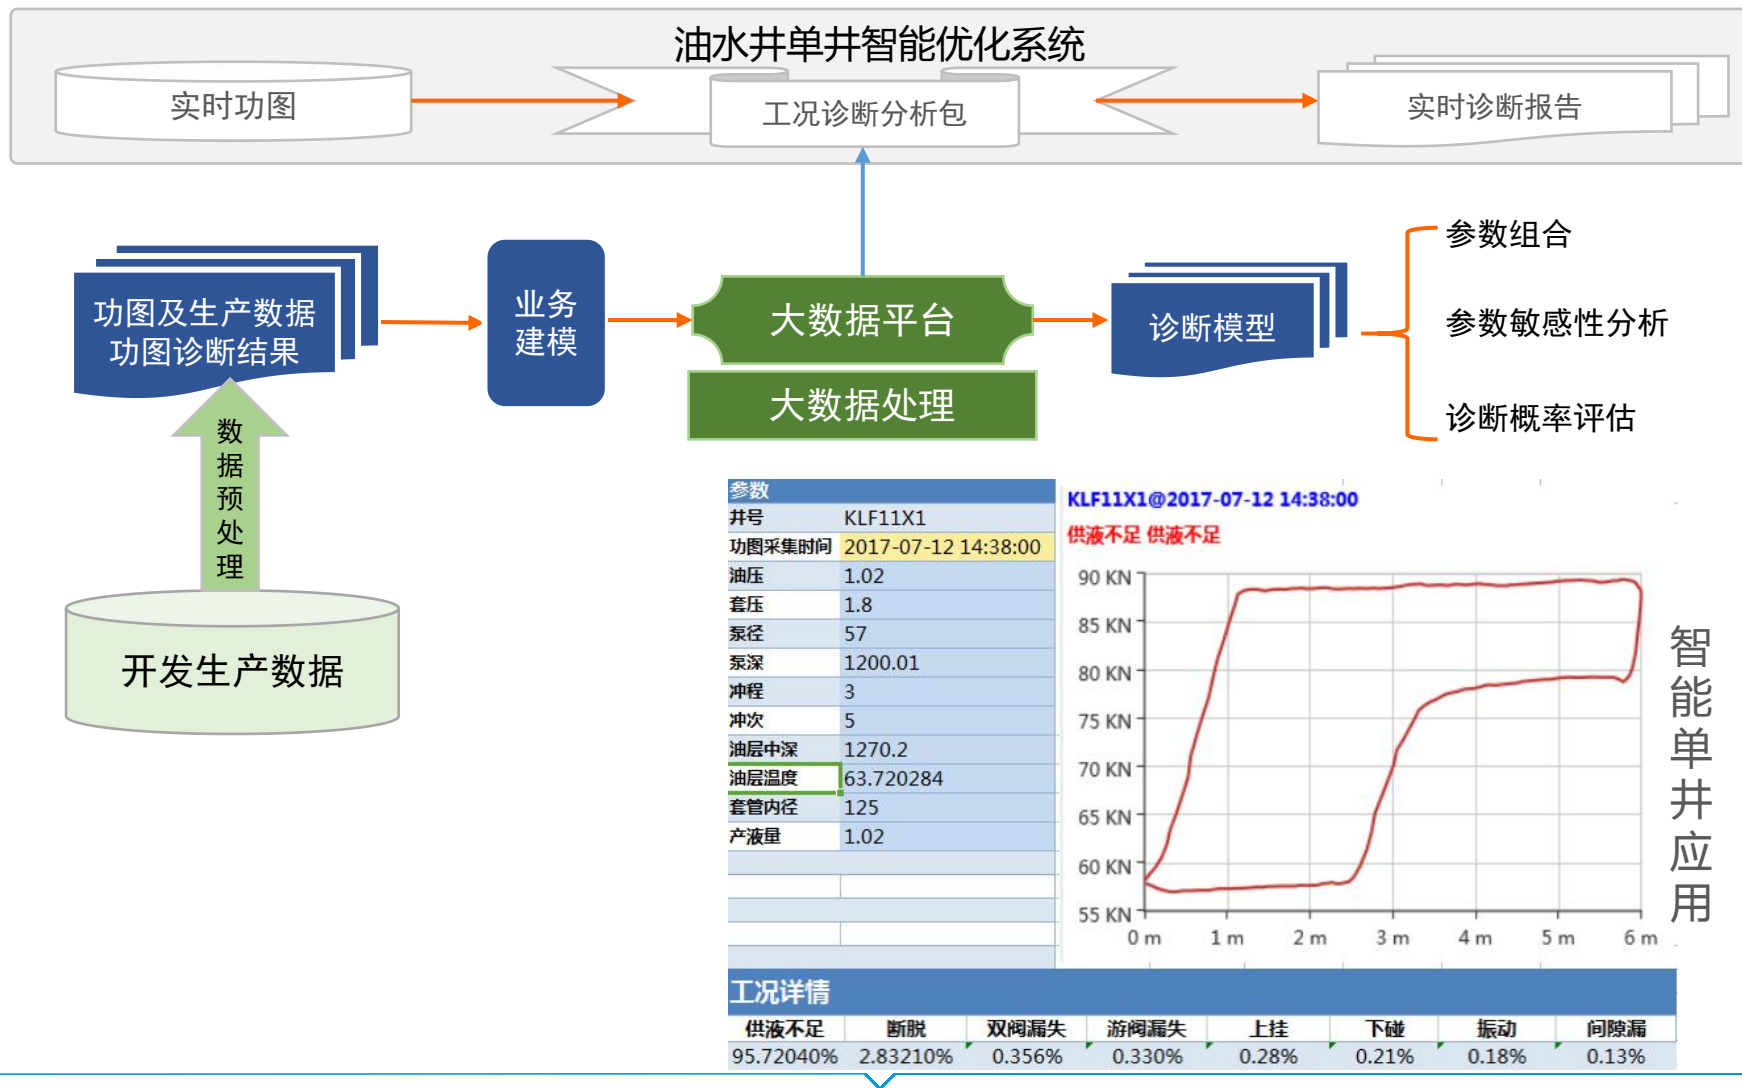 油水井单井智能优化系统
实时功图
工况诊断分析包
实时诊断报告
功图及生产数据
功图诊断结果
业务
建模
大数据平台
大数据处理
诊断模型
参数组合
参数敏感性分析
诊断概率评估
数据预处理
开发生产数据
参数
井号 KLF11X1
功图采集时间 2017-07-12 14:38:00
油压 1.02
套压 1.8
泵径 57
泵深 1200.01
冲程 3
冲次 5
油层中深 1270.2
油层温度 63.720284
套管内径 125
产液量 1.02
KLF11X1@2017-07-12 14:38:00
供液不足 供液不足
90 KN
85 KN
80 KN
75 KN
70 KN
65 KN
60 KN
55 KN
0 m 1 m 2 m 3 m 4 m 5 m 6 m
智能单井应用
工况详情
供液不足 断脱 双阀漏失 游阀漏失 上挂 下碰 振动 间隙漏
95.72040% 2.83210% 0.356% 0.330% 0.28% 0.21% 0.18% 0.13%